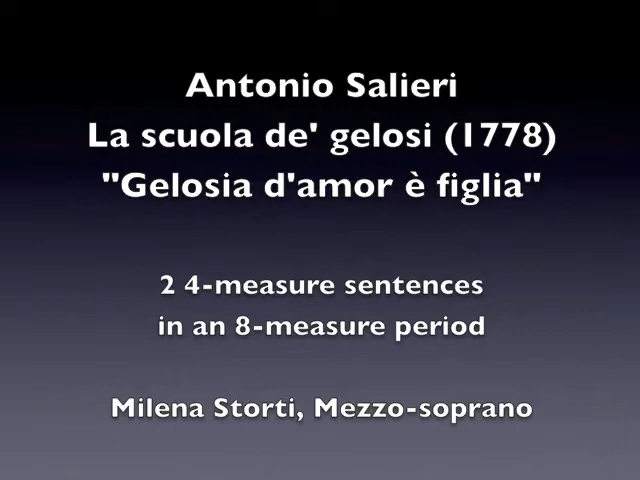 Antonio Salieri
La scuola de' gelosi (1778)
"Gelosia d'amor è figlia"
2 4-measure sentences
in an 8-measure period
Milena Storti, Mezzo-soprano